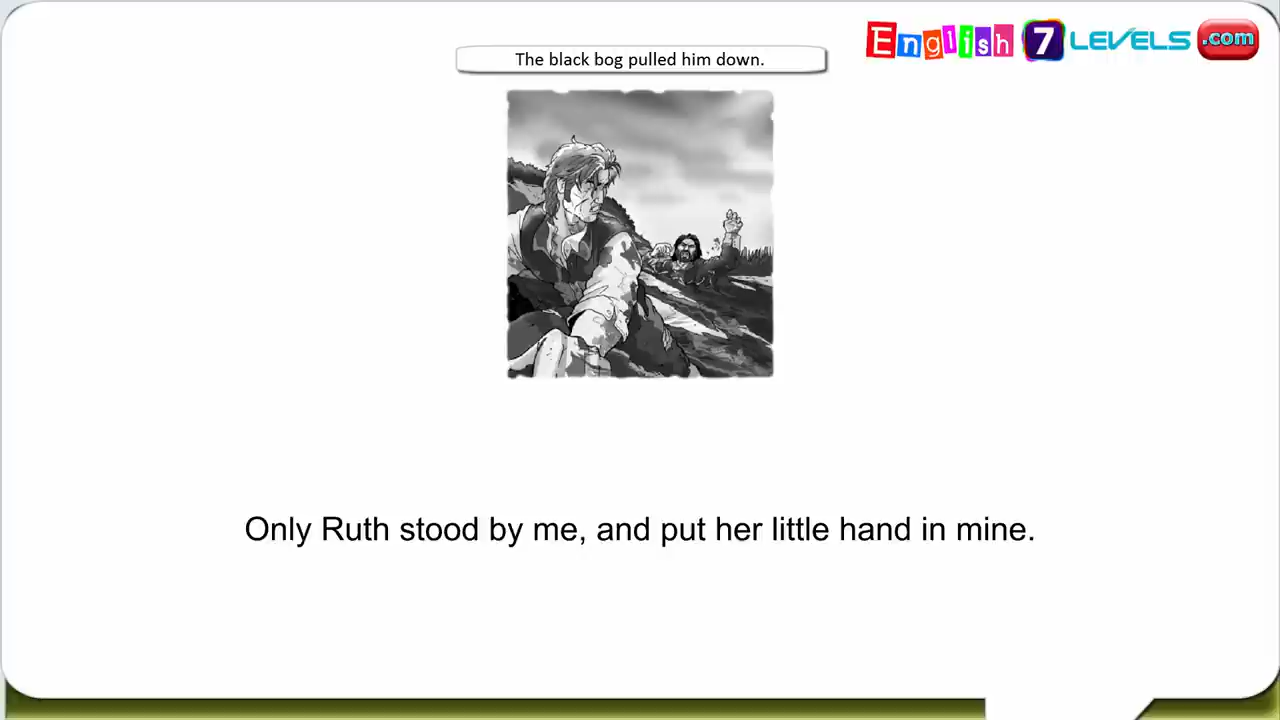 English 7 LEVELS .com
The black bog pulled him down.
Only Ruth stood by me, and put her little hand in mine.